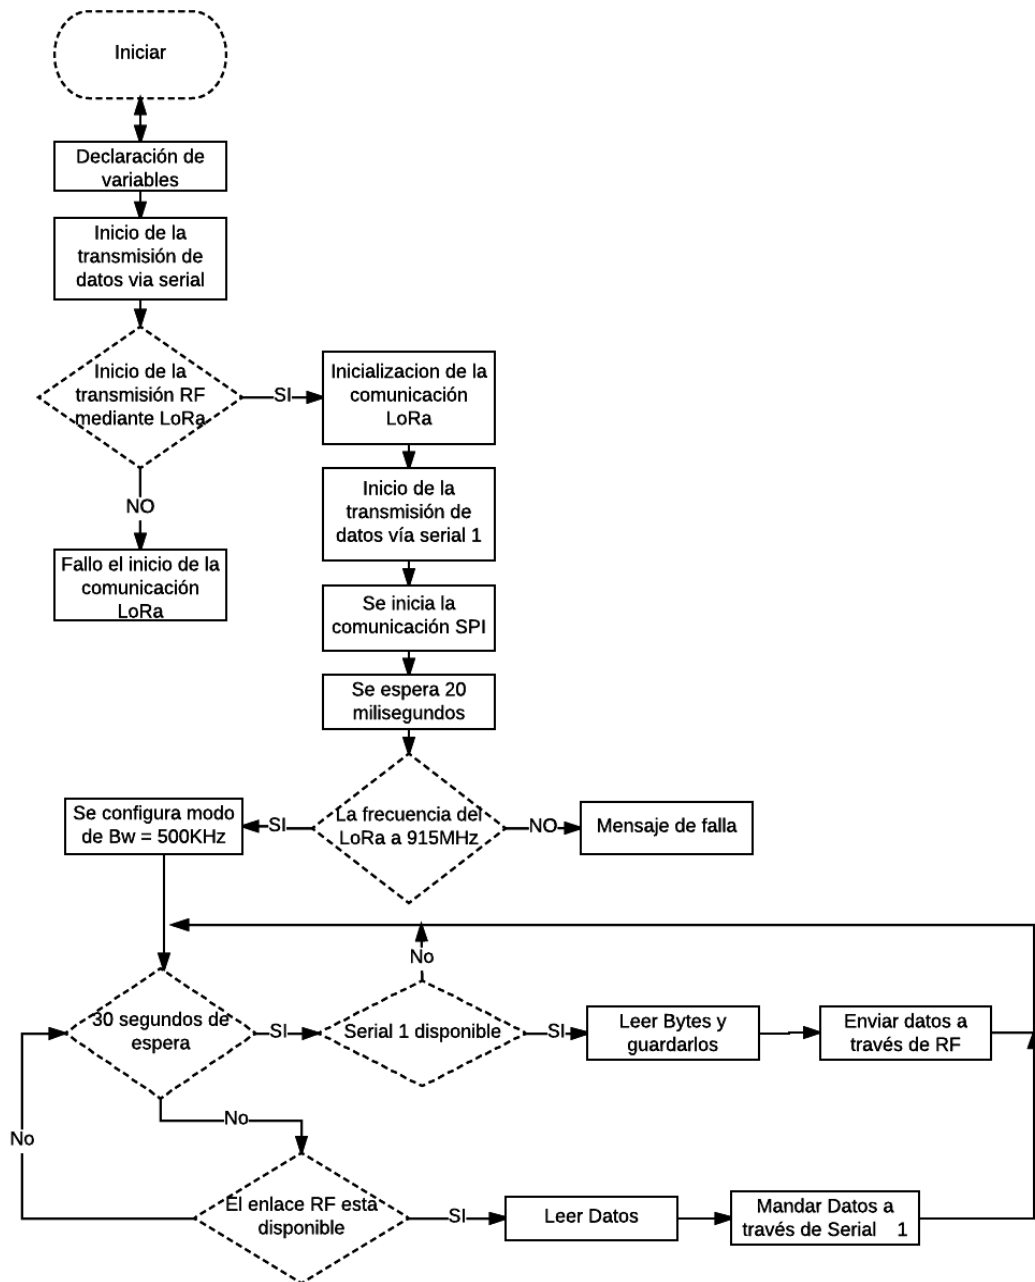 Iniciar
Declaración de
variables
Inicio de la
transmisión de
datos via serial
Inicio de la
transmisión RF
mediante LoRa
SI
Inicializacion de la
comunicación
LoRa
NO
Fallo el inicio de la
comunicación
LoRa
Inicio de la
transmisión de
datos vía serial 1
Se inicia la
comunicación SPI
Se espera 20
milisegundos
La frecuencia del
LoRa a 915MHz
SI
NO
Se configura modo
de Bw = 500KHz
Mensaje de falla
30 segundos de
espera
SI
Serial 1 disponible
No
SI
Leer Bytes y
guardarlos
Enviar datos a
través de RF
No
No
El enlace RF esta
disponible
SI
Leer Datos
Mandar Datos a
través de Serial 1